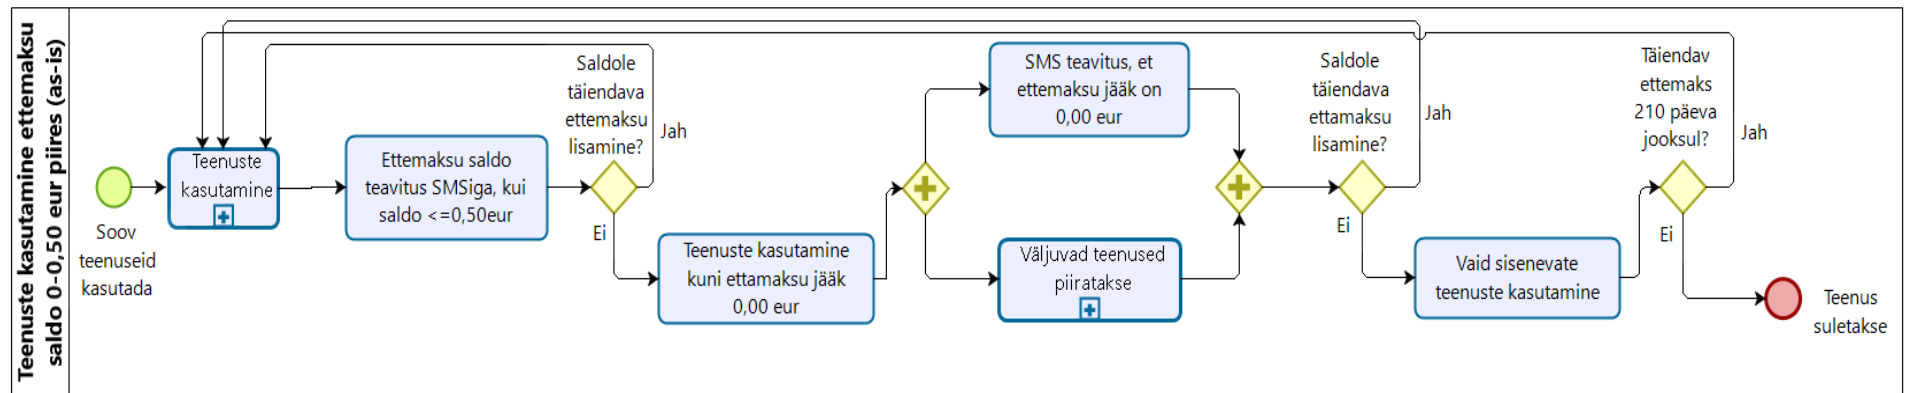 Teenuste kasutamine ettemaksu
saldo 0-0,50 eur piires (as-is)
Soov
teenuseid
kasutada
Teenuste
kasutamine
Ettemaksu saldo
teavitus SMSiga, kui
saldo <=0,50eur
Saldole
täiendava
ettemaksu
lisamine?
Jah
Ei
Teenuste kasutamine
kuni ettamaksu jääk
0,00 eur
SMS teavitus, et
ettemaksu jääk on
0,00 eur
Väljuvad teenused
piiratakse
Saldole
täiendava
ettamaksu
lisamine?
Jah
Ei
Vaid sisenevate
teenuste kasutamine
Täiendav
ettemaks
210 päeva
jooksul?
Jah
Ei
Teenus
suletakse